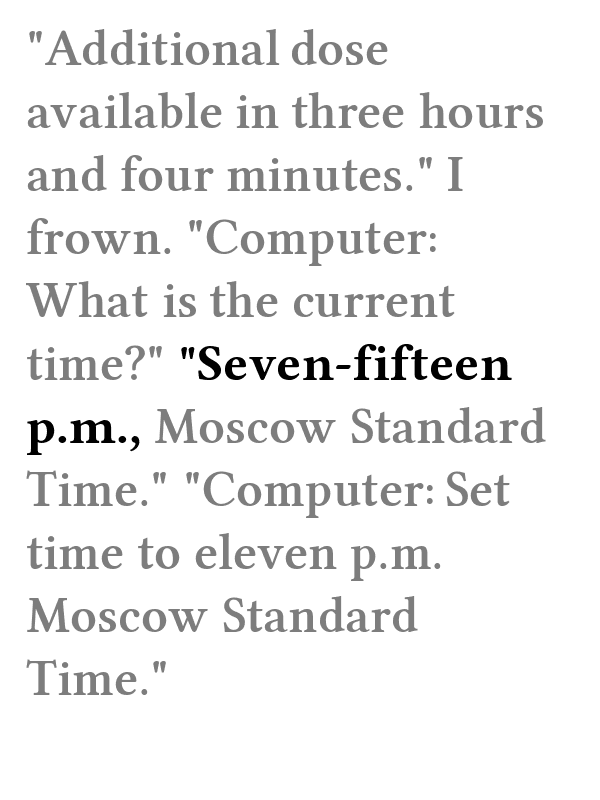 "Additional dose
available in three hours
and four minutes." I
frown. "Computer:
What is the current
time?" "Seven-fifteen
p.m., Moscow Standard
Time." "Computer: Set
time to eleven p.m.
Moscow Standard
Time."